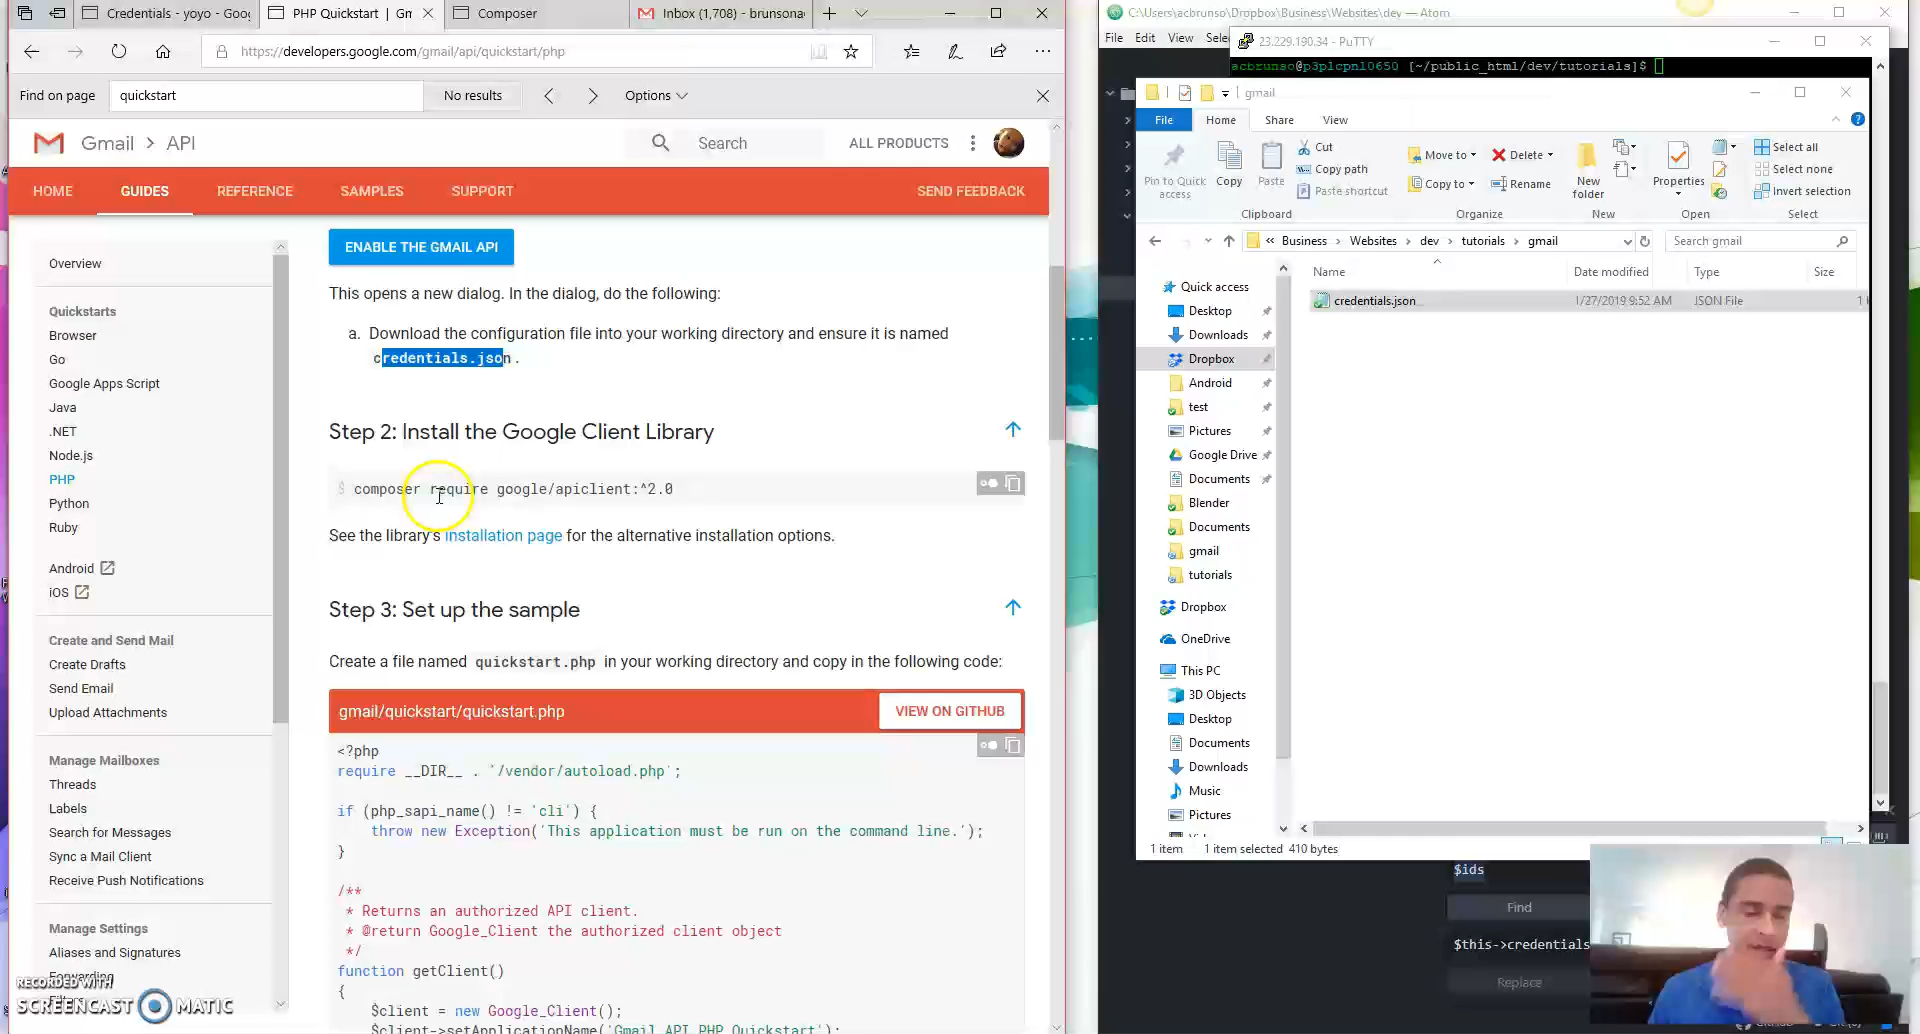 Credentials - yoyo - Goog
PHP Quickstart | Gm
Composer
Inbox (1,708) - brunsona
https://developers.google.com/gmail/api/quickstart/php
Find on page
quickstart
No results
Options
Gmail > API
Search
ALL PRODUCTS
HOME
GUIDES
REFERENCE
SAMPLES
SUPPORT
SEND FEEDBACK
Overview
Quickstarts
Browser
Go
Google Apps Script
Java
.NET
Node.js
PHP
Python
Ruby
Android
iOS
Create and Send Mail
Create Drafts
Send Email
Upload Attachments
Manage Mailboxes
Threads
Labels
Search for Messages
Sync a Mail Client
Receive Push Notifications
Manage Settings
Aliases and Signatures
Forwarding
RECORDED WITH
SCREENCAST MATIC
ENABLE THE GMAIL API
This opens a new dialog. In the dialog, do the following:
a. Download the configuration file into your working directory and ensure it is named
credentials.json .
Step 2: Install the Google Client Library
$ composer require google/apiclient:^2.0
See the library's installation page for the alternative installation options.
Step 3: Set up the sample
Create a file named quickstart.php in your working directory and copy in the following code:
gmail/quickstart/quickstart.php
VIEW ON GITHUB
<?php
require __DIR__ . '/vendor/autoload.php';
if (php_sapi_name() != 'cli') {
throw new Exception('This application must be run on the command line.');
}
/**
* Returns an authorized API client.
* @return Google_Client the authorized client object
*/
function getClient()
{
$client = new Google_Client();
$client->setApplicationName('Gmail API PHP Quickstart');
C:\Users\acbrunso\Dropbox\Business\Websites\dev — Atom
File Edit View Selec
23.229.190.34 - PuTTY
acbrunso@p3plcpnl0650 [~/public_html/dev/tutorials]$
gmail
File
Home
Share
View
Pin to Quick access
Copy
Paste
Cut
Copy path
Paste shortcut
Clipboard
Move to
Copy to
Delete
Rename
Organize
New folder
New
Properties
Open
Select all
Select none
Invert selection
Select
« Business > Websites > dev > tutorials > gmail
Search gmail
Name
Date modified
Type
Size
credentials.json
1/27/2019 9:52 AM
JSON File
1
Quick access
Desktop
Downloads
Dropbox
Android
test
Pictures
Google Drive
Documents
Blender
Documents
gmail
tutorials
Dropbox
OneDrive
This PC
3D Objects
Desktop
Documents
Downloads
Music
Pictures
1 item
1 item selected 410 bytes
$ids
Find
$this->credentials
Replace